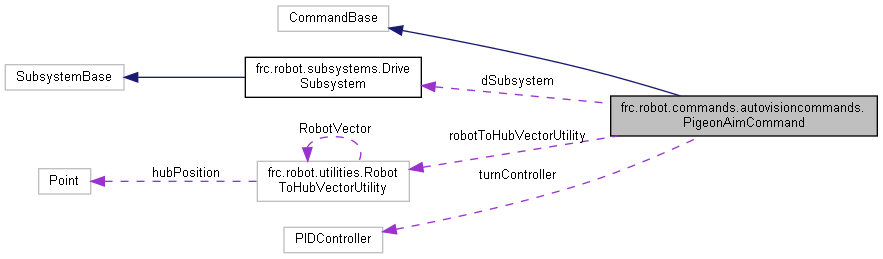 CommandBase
SubsystemBase
frc.robot.subsystems.Drive
Subsystem
dSubsystem
frc.robot.commands.autovisioncommands.
PigeonAimCommand
RobotVector
robotToHubVectorUtility
Point
hubPosition
frc.robot.utilities.Robot
ToHubVectorUtility
turnController
PIDController